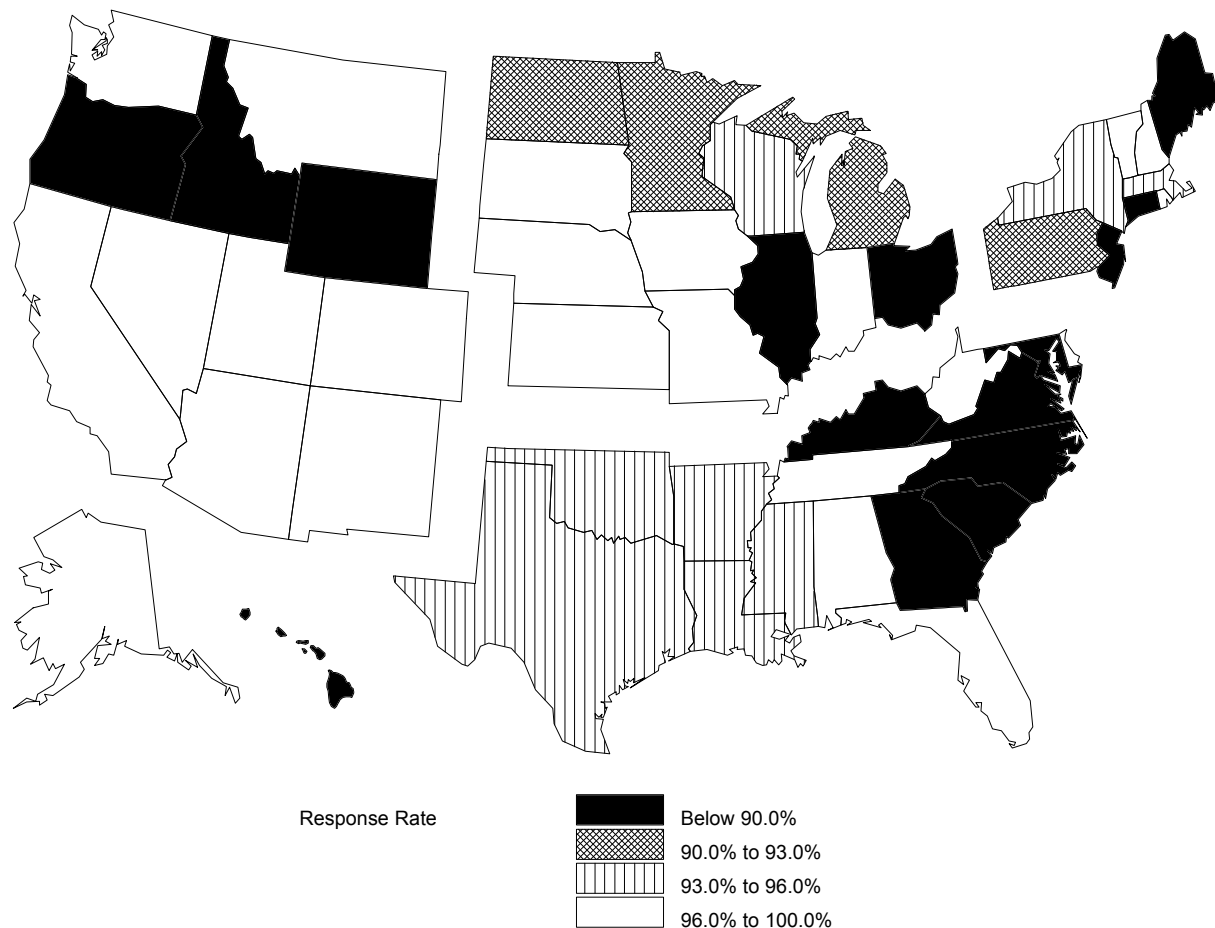 Response Rate
Below 90.0%
90.0% to 93.0%
93.0% to 96.0%
96.0% to 100.0%